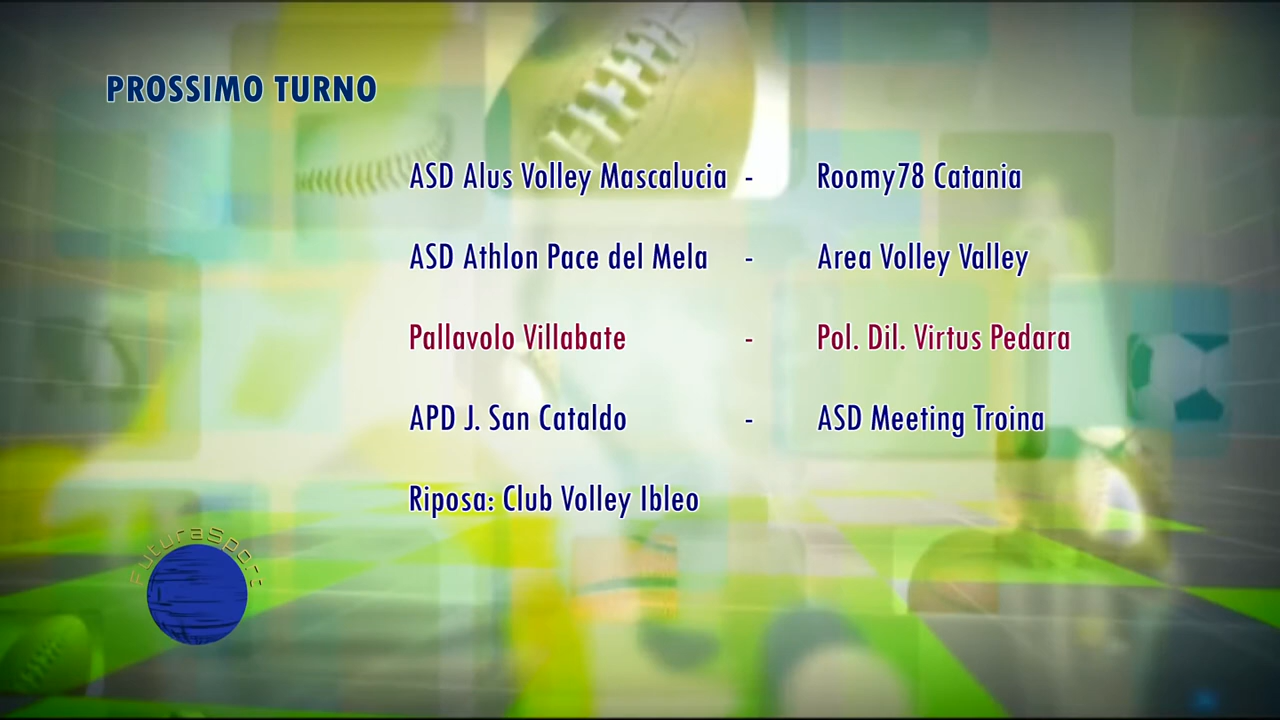 PROSSIMO TURNO
ASD Alus Volley Mascalucia - Roomy78 Catania
ASD Athlon Pace del Mela - Area Volley Valley
Pallavolo Villabate - Pol. Dil. Virtus Pedara
APD J. San Cataldo - ASD Meeting Troina
Riposa: Club Volley Ibleo
FuturaSport